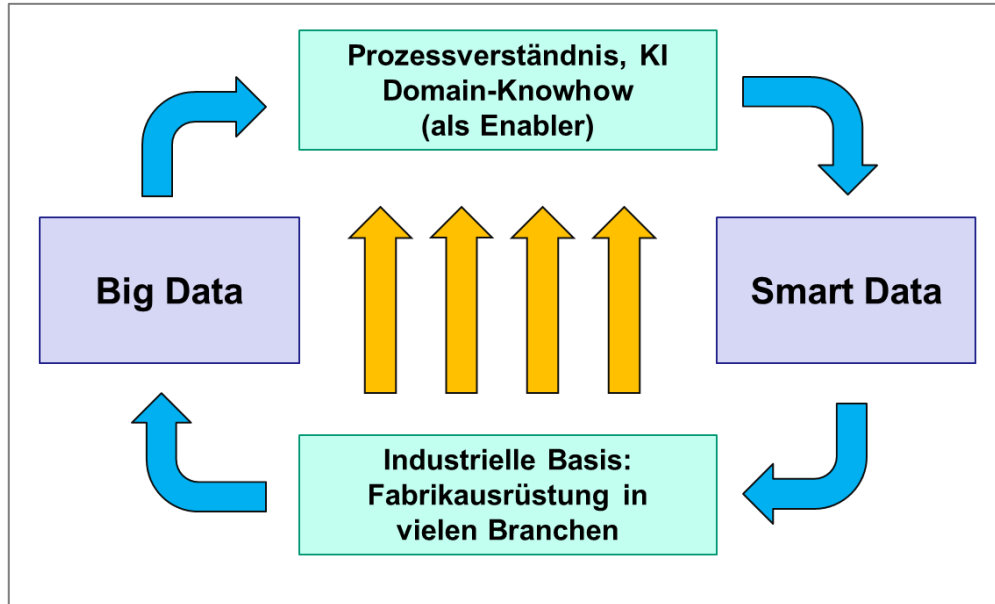 Prozessverständnis, KI
Domain-Knowhow
(als Enabler)
Big Data
Smart Data
Industrielle Basis:
Fabrikausrüstung in
vielen Branchen